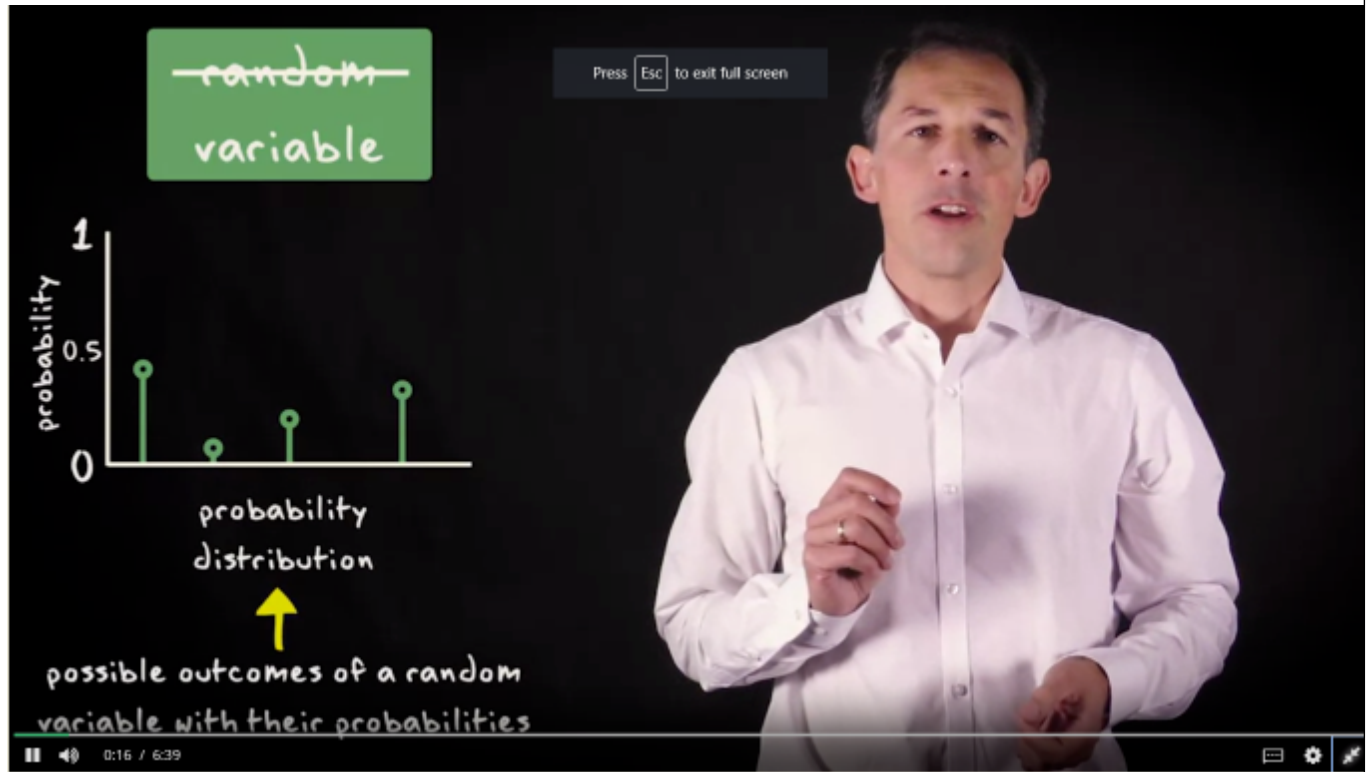 random
variable
Press Esc to exit full screen
1
probability
0.5
0
probability
distribution
possible outcomes of a random
variable with their probabilities
0:16 / 6:39